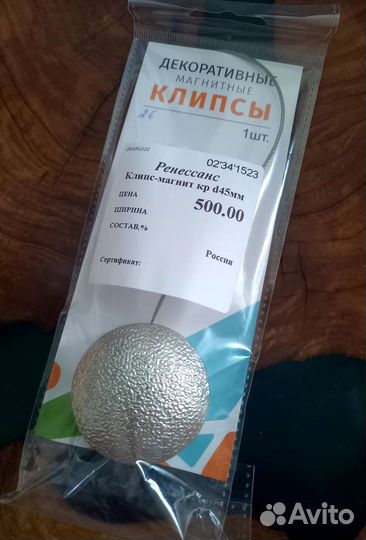 ДЕКОРАТИВНЫЕ
МАГНИТНЫЕ
КЛИПСЫ
1шт.
26
02'34'1523
Ренессанс
Клипс-магнит кр d45мм
ЦЕНА 500.00
ШИРИНА
СОСТАВ,%
Россия
Сертификат:
Avito